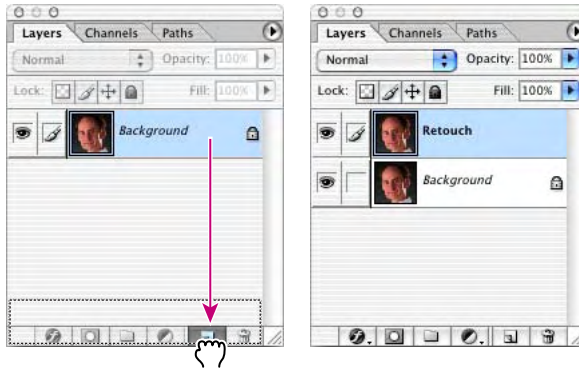 Layers Channels Paths
Normal Opacity: 100%
Lock: Fill: 100%
Background
Layers Channels Paths
Normal Opacity: 100%
Lock: Fill: 100%
Retouch
Background